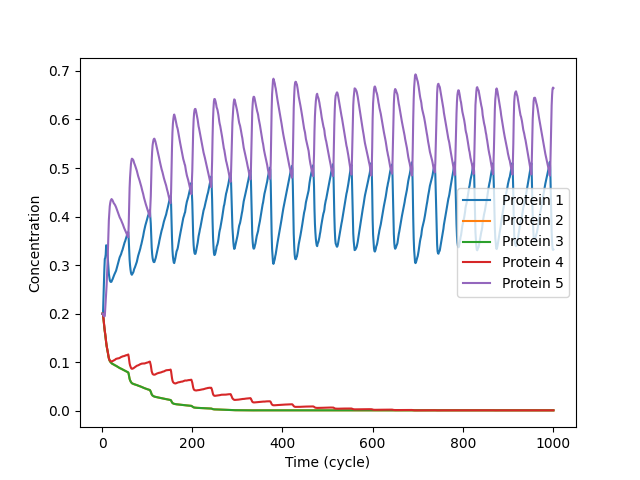 0.7
0.6
0.5
0.4
0.3
0.2
0.1
0.0
Concentration
0
200
400
600
800
1000
Time (cycle)
Protein 1
Protein 2
Protein 3
Protein 4
Protein 5